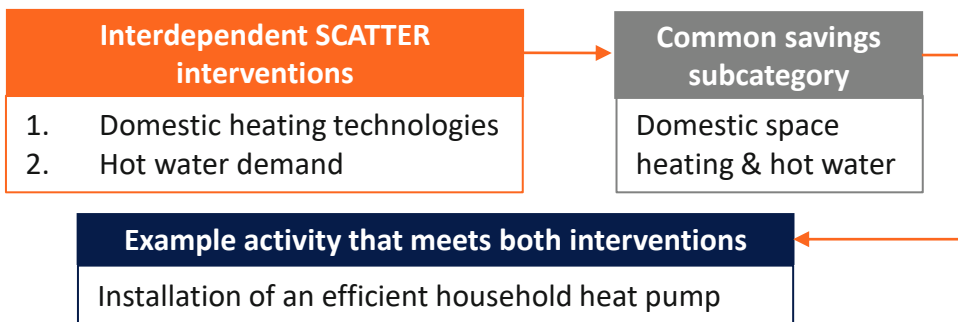 Interdependent SCATTER
interventions
1. Domestic heating technologies
2. Hot water demand
Common savings
subcategory
Domestic space
heating & hot water
Example activity that meets both interventions
Installation of an efficient household heat pump